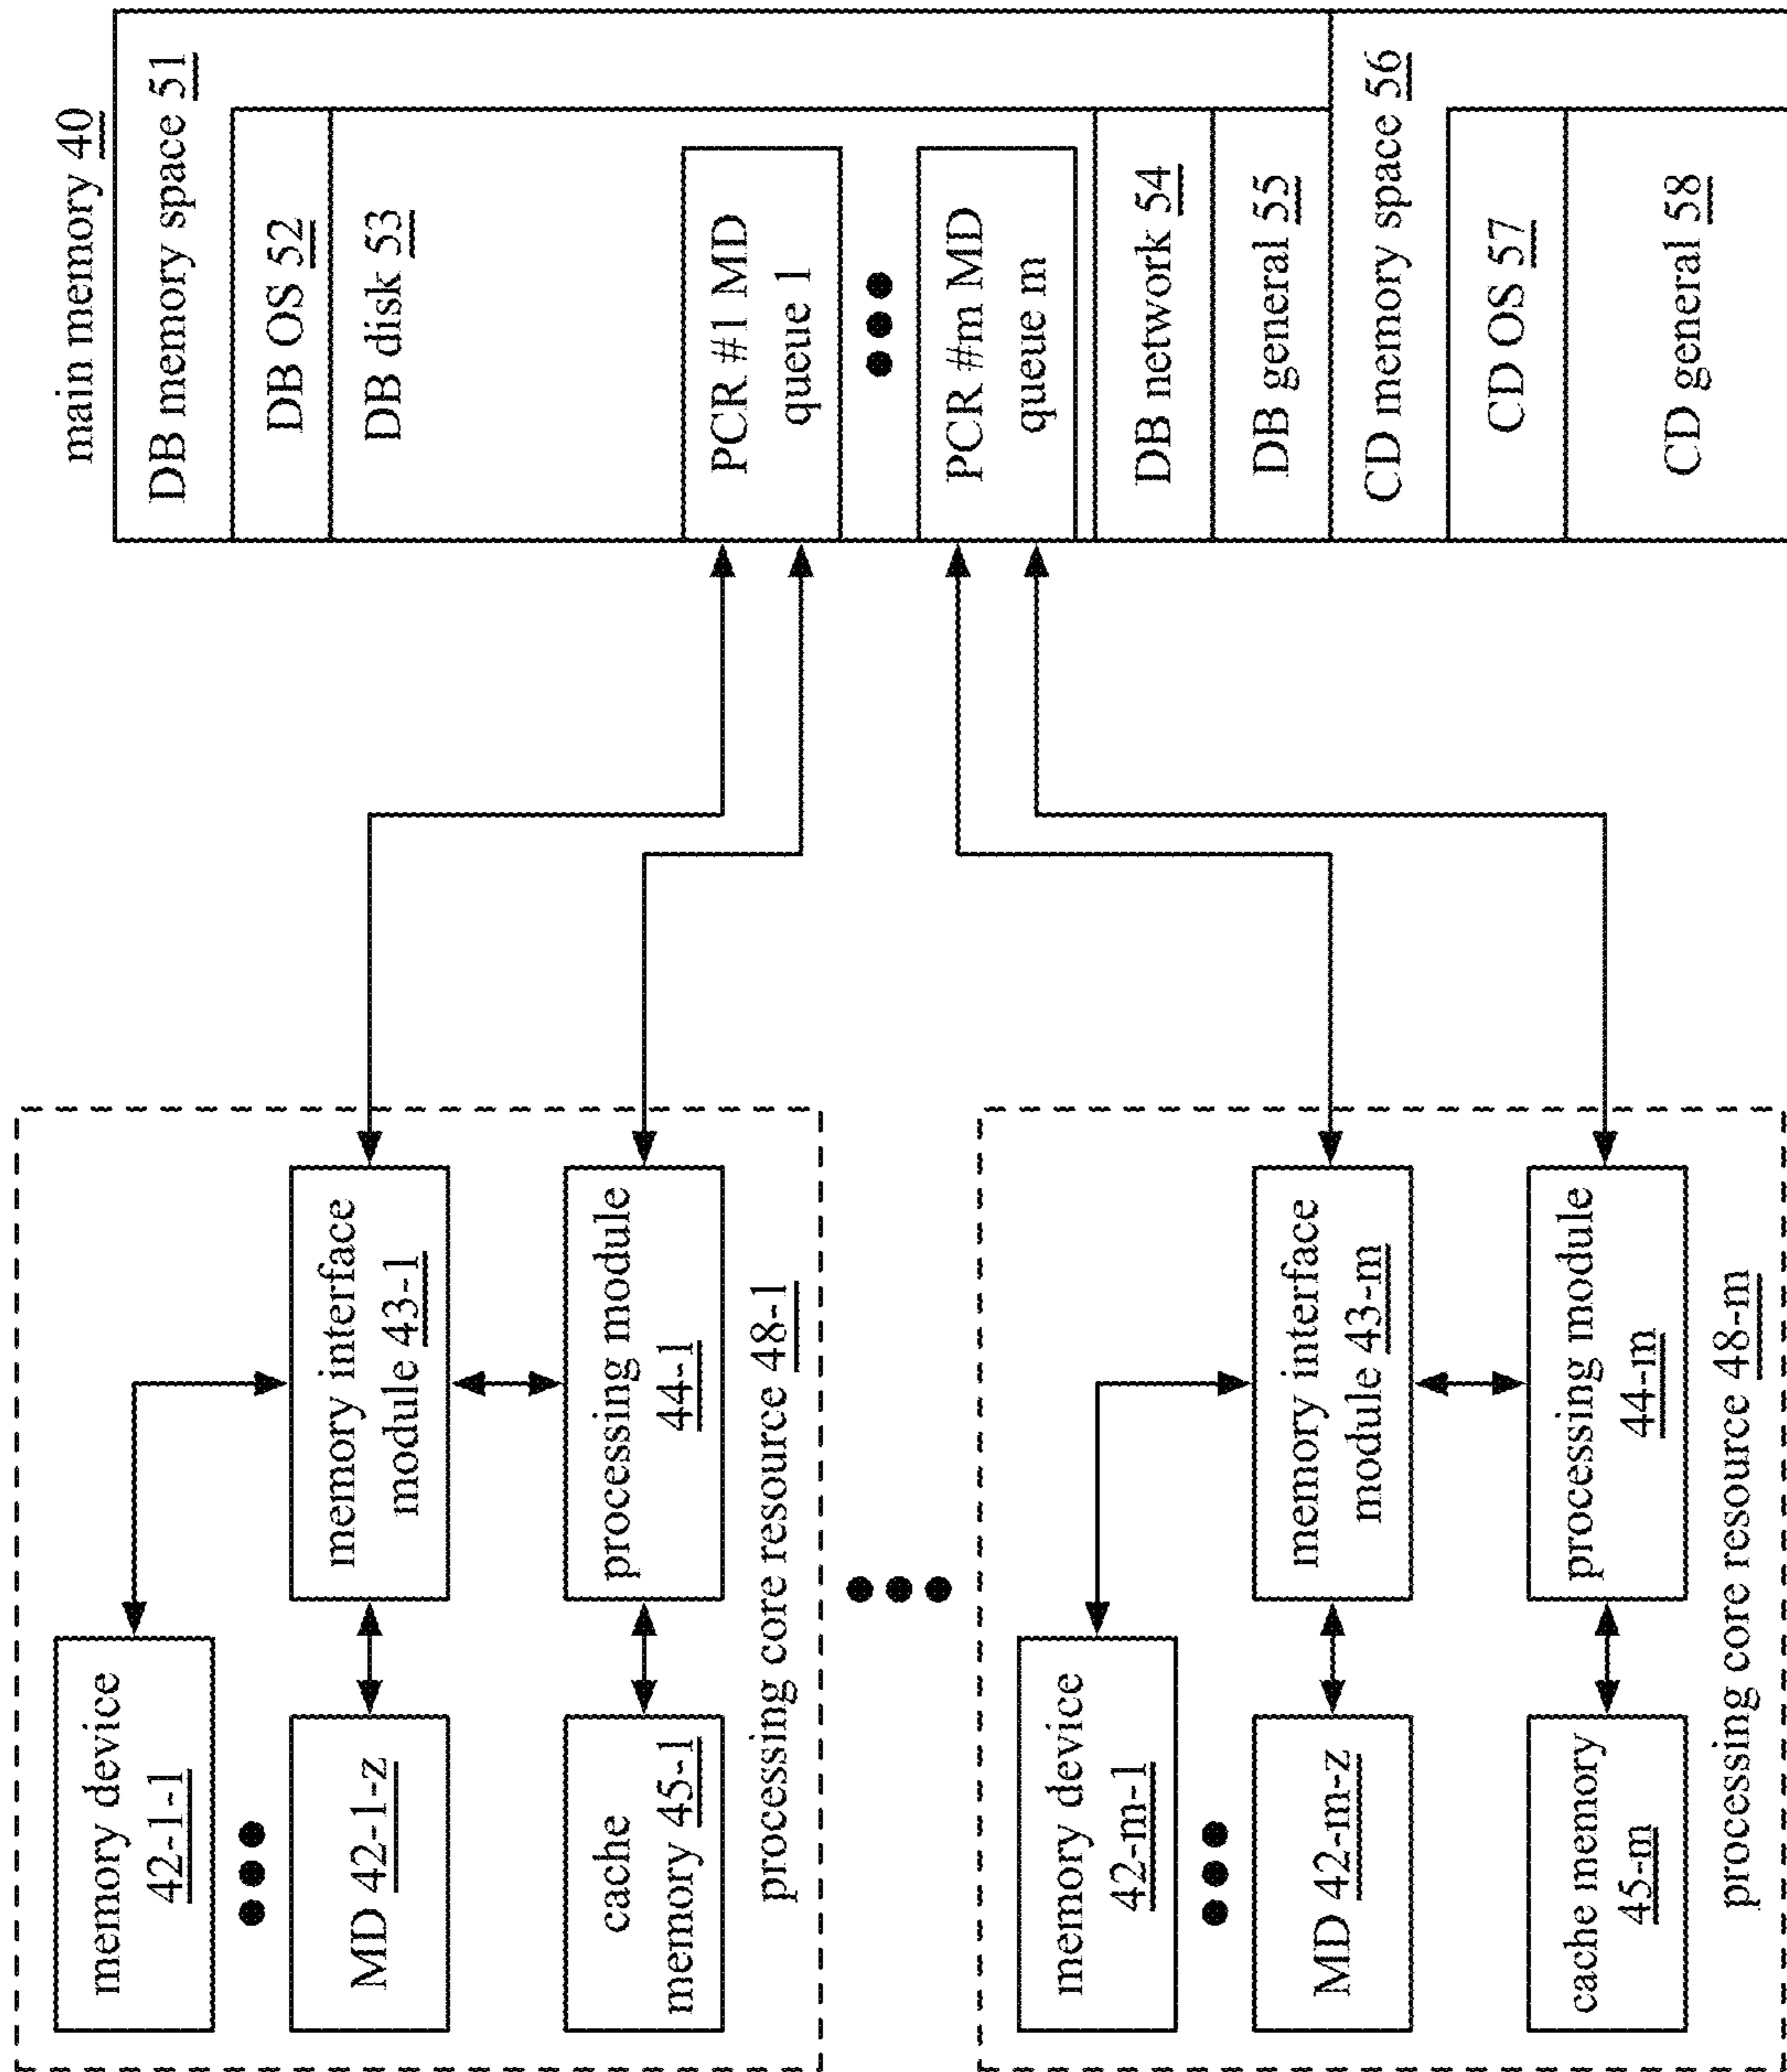 memory device
42-1-1
MD 42-1-z
cache
memory 45-1
memory interface
module 43-1
processing module
44-1
processing core resource 48-1
memory device
42-m-1
MD 42-m-z
cache memory
45-m
memory interface
module 43-m
processing module
44-m
processing core resource 48-m
main memory 40
DB memory space 51
DB OS 52
DB disk 53
PCR #1 MD
queue 1
PCR #m MD
queue m
DB network 54
DB general 55
CD memory space 56
CD OS 57
CD general 58